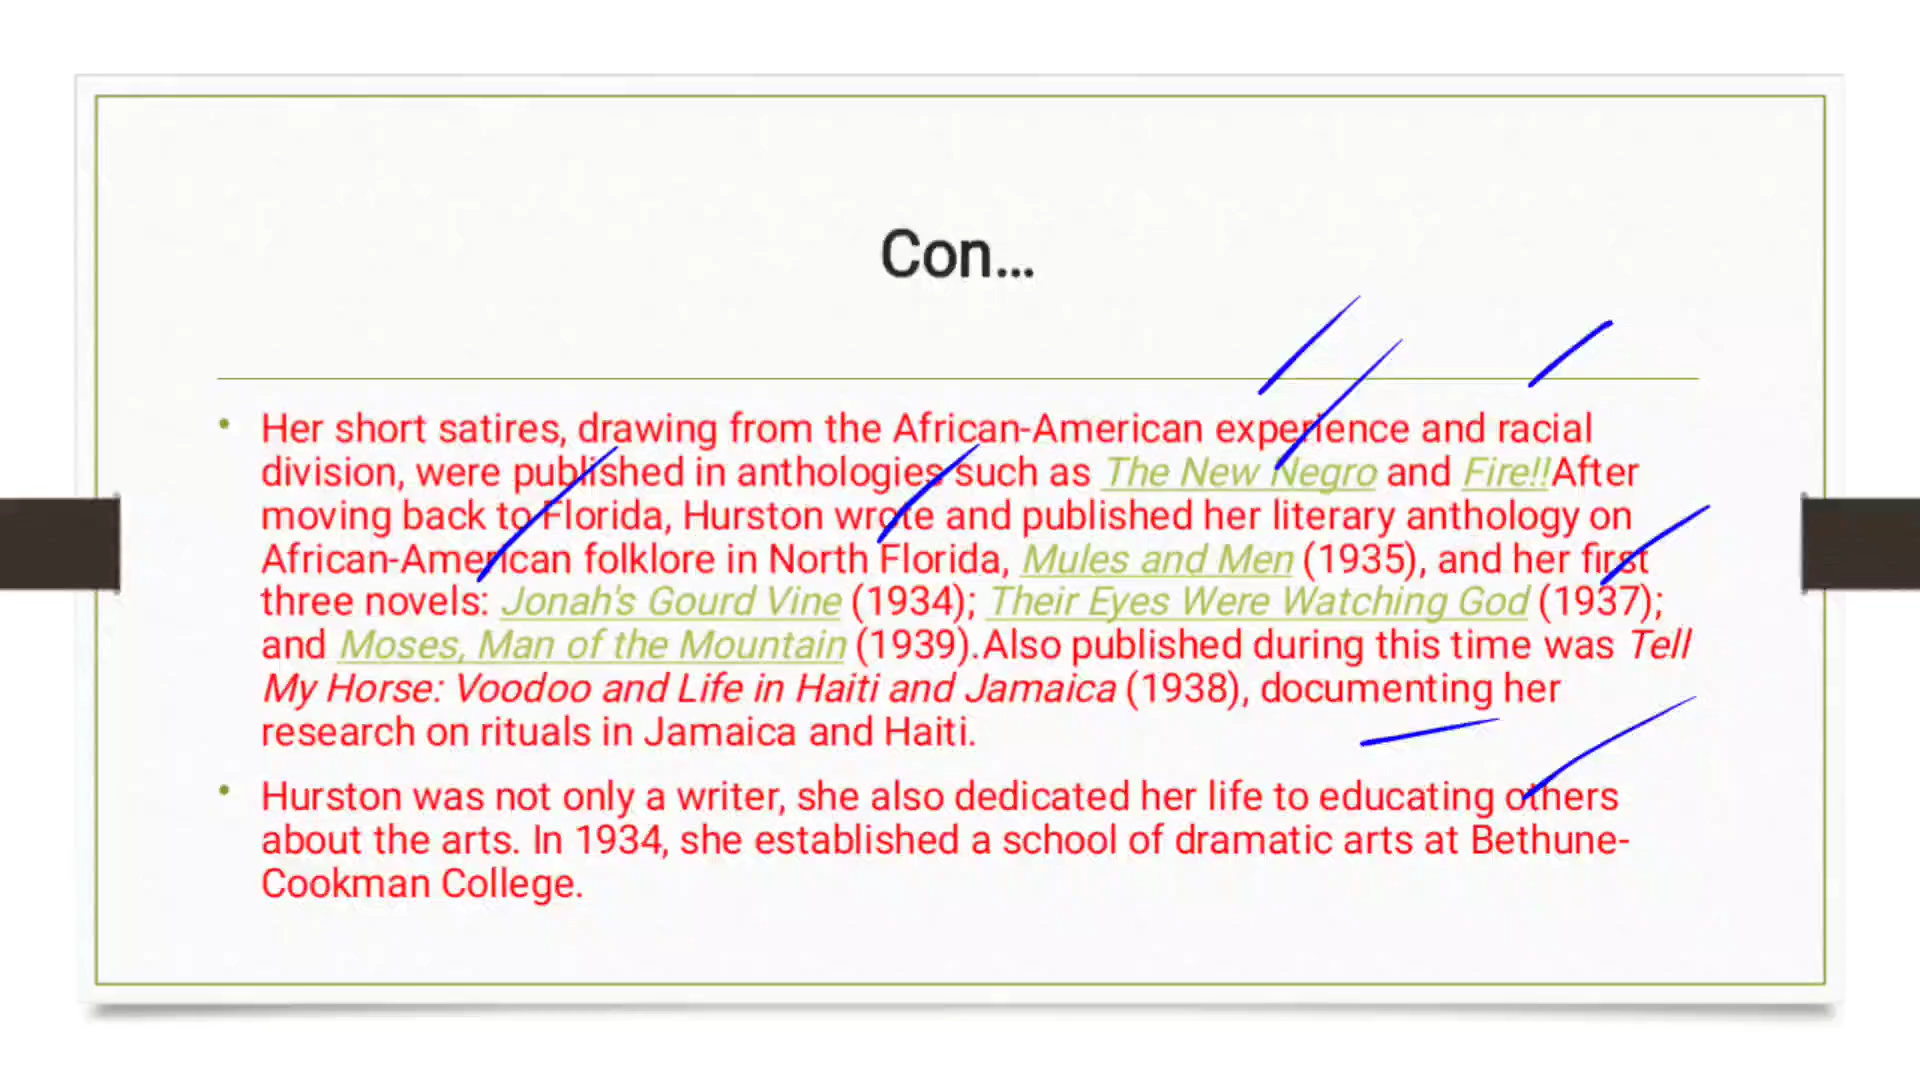 Con...
• Her short satires, drawing from the African-American experience and racial
division, were published in anthologies such as The New Negro and Fire!!After
moving back to Florida, Hurston wrote and published her literary anthology on
African-American folklore in North Florida, Mules and Men (1935), and her first
three novels: Jonah's Gourd Vine (1934); Their Eyes Were Watching God (1937);
and Moses, Man of the Mountain (1939).Also published during this time was Tell
My Horse: Voodoo and Life in Haiti and Jamaica (1938), documenting her
research on rituals in Jamaica and Haiti.
• Hurston was not only a writer, she also dedicated her life to educating others
about the arts. In 1934, she established a school of dramatic arts at Bethune-
Cookman College.